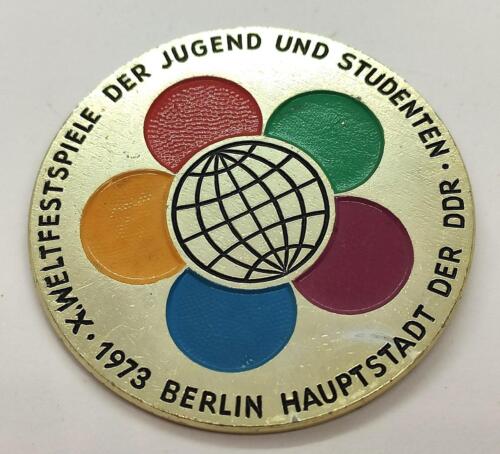 X. WELTFESTSPIELE DER JUGEND UND STUDENTEN ·
1973 BERLIN HAUPTSTADT DER DDR ·